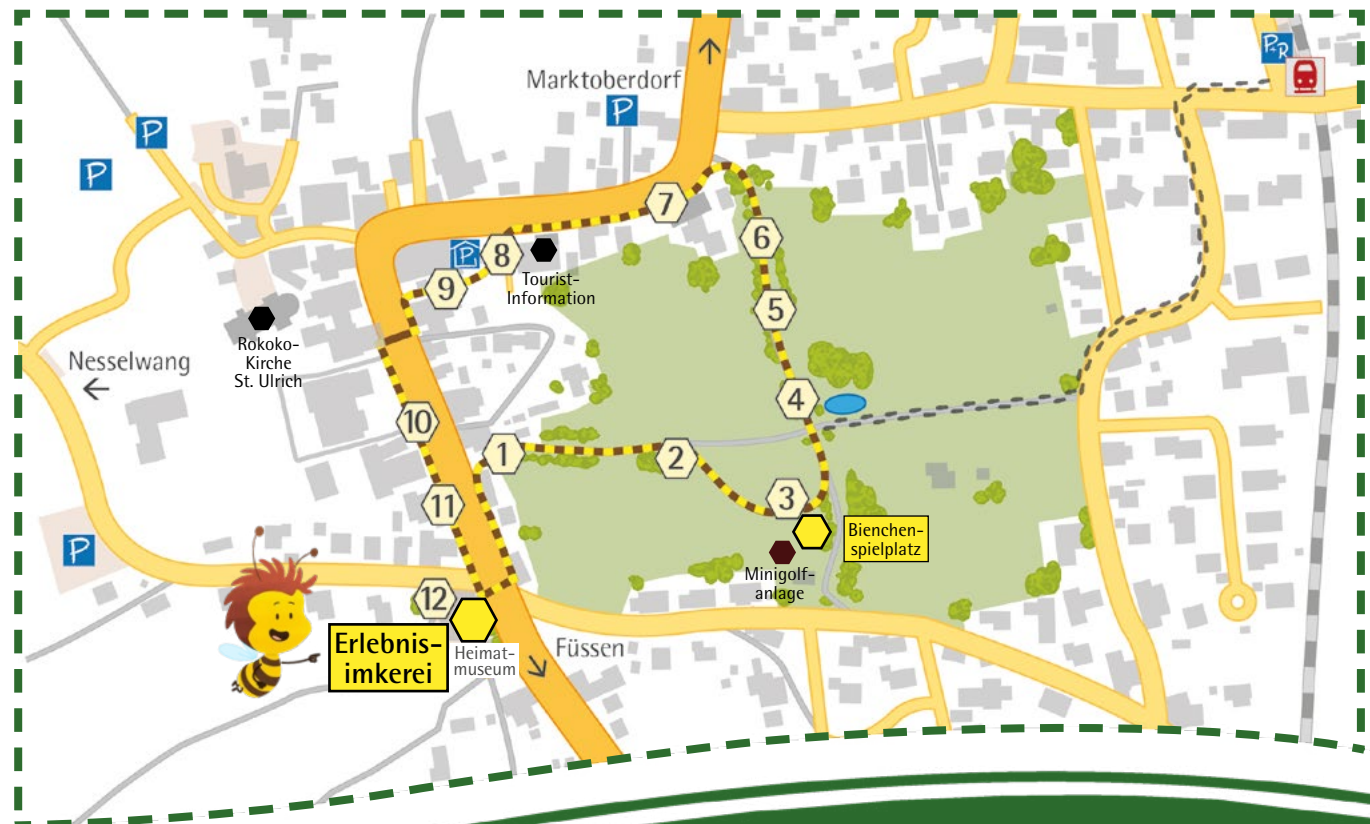 Marktoberdorf
P
P+R
P
P
7
6
8
P
Tourist-
Information
9
5
Rokoko-
Kirche
St. Ulrich
Nesselwang
4
10
1
2
3
11
Bienchen-
spielplatz
P
Minigolf-
anlage
12
Erlebnis-
imkerei
Heimat-
museum
Füssen